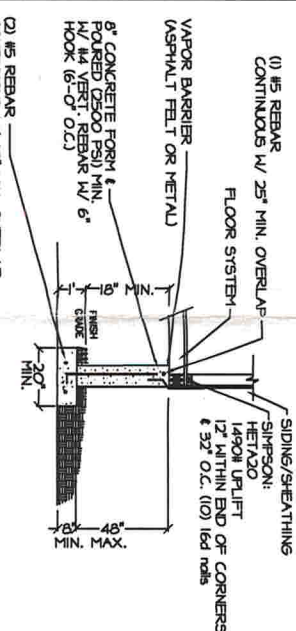 (1) #5 REBAR
CONTINUOUS W/ 25" MIN. OVERLAP
FLOOR SYSTEM
VAPOR BARRIER
(ASPHALT FELT OR METAL)
8" CONCRETE FORM &
POURED (2500 PSI) MIN.
W/ #4 VERT. REBAR W/ 6"
HOOK (6'-0" O.C.)
(2) #5 REBAR
SIDING/SHEATHING
SIMPSON:
HETA20
1490# UPLIFT
12" WITHIN END OF CORNERS
& 32" O.C. (10) 16d nails
18" MIN.
1'
FINISH
GRADE
20"
MIN.
8"
MIN.
48"
MAX.